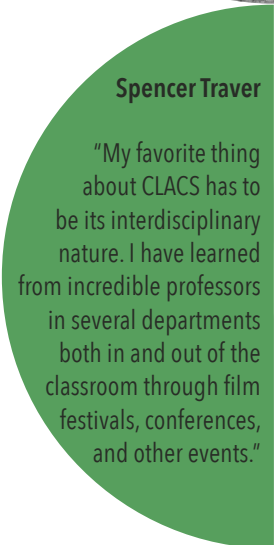 Spencer Traver
“My favorite thing
about CLACS has to
be its interdisciplinary
nature. I have learned
from incredible professors
in several departments
both in and out of the
classroom through film
festivals, conferences,
and other events.”